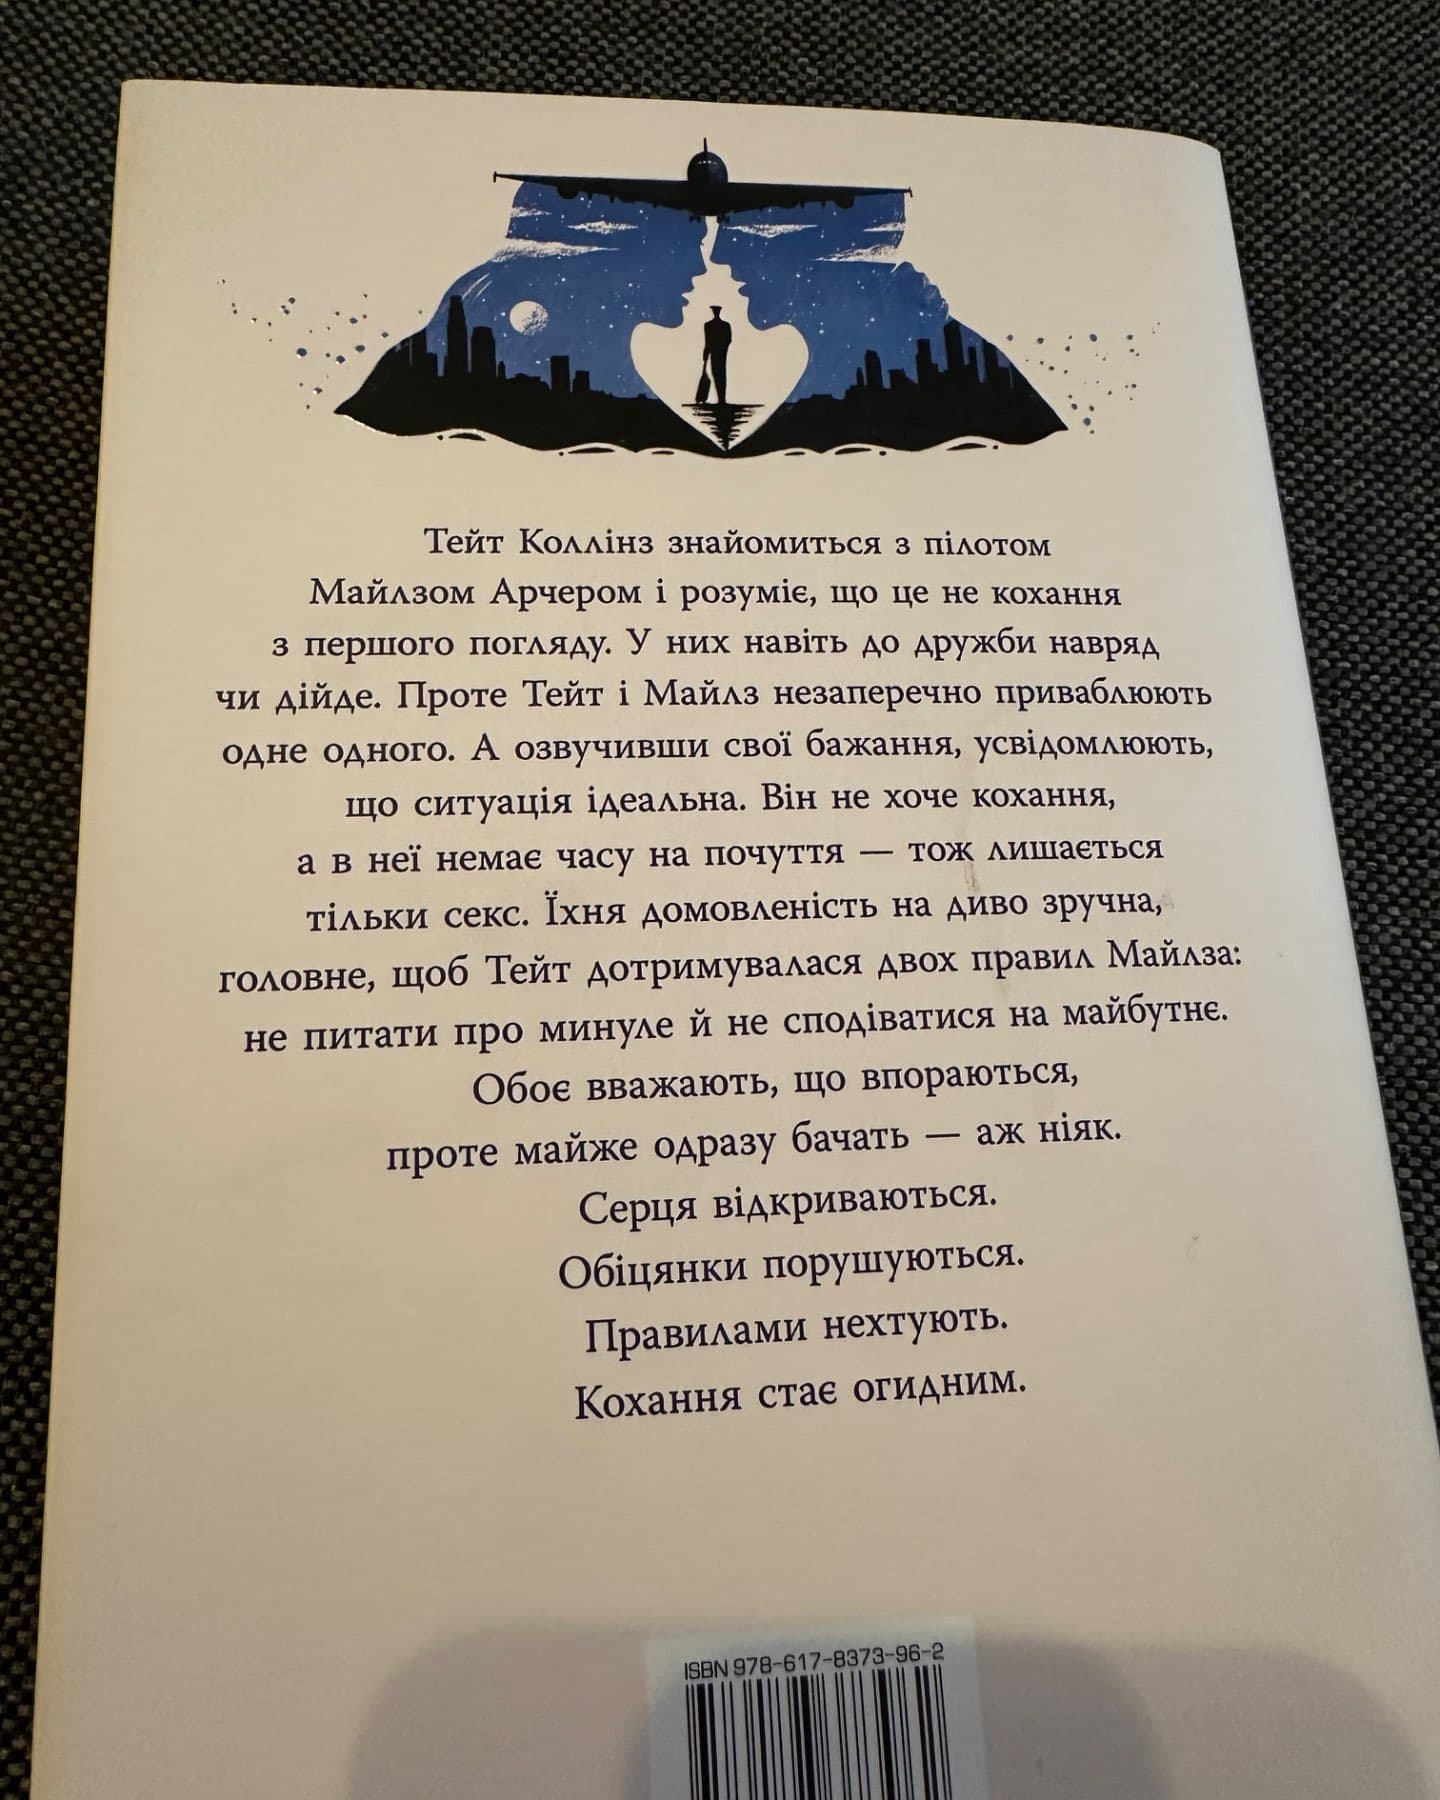 Тейт Коллінз знайомиться з пілотом
Майлзом Арчером і розуміє, що це не кохання
з першого погляду. У них навіть до дружби навряд
чи дійде. Проте Тейт і Майлз незаперечно приваблюють
одне одного. А озвучивши свої бажання, усвідомлюють,
що ситуація ідеальна. Він не хоче кохання,
а в неї немає часу на почуття — тож лишається
тільки секс. Їхня домовленість на диво зручна,
головне, щоб Тейт дотримувалася двох правил Майлза:
не питати про минуле й не сподіватися на майбутнє.
Обоє вважають, що впораються,
проте майже одразу бачать — аж ніяк.
Серця відкриваються.
Обіцянки порушуються.
Правилами нехтують.
Кохання стає огидним.
ISBN 978-617-8373-96-2